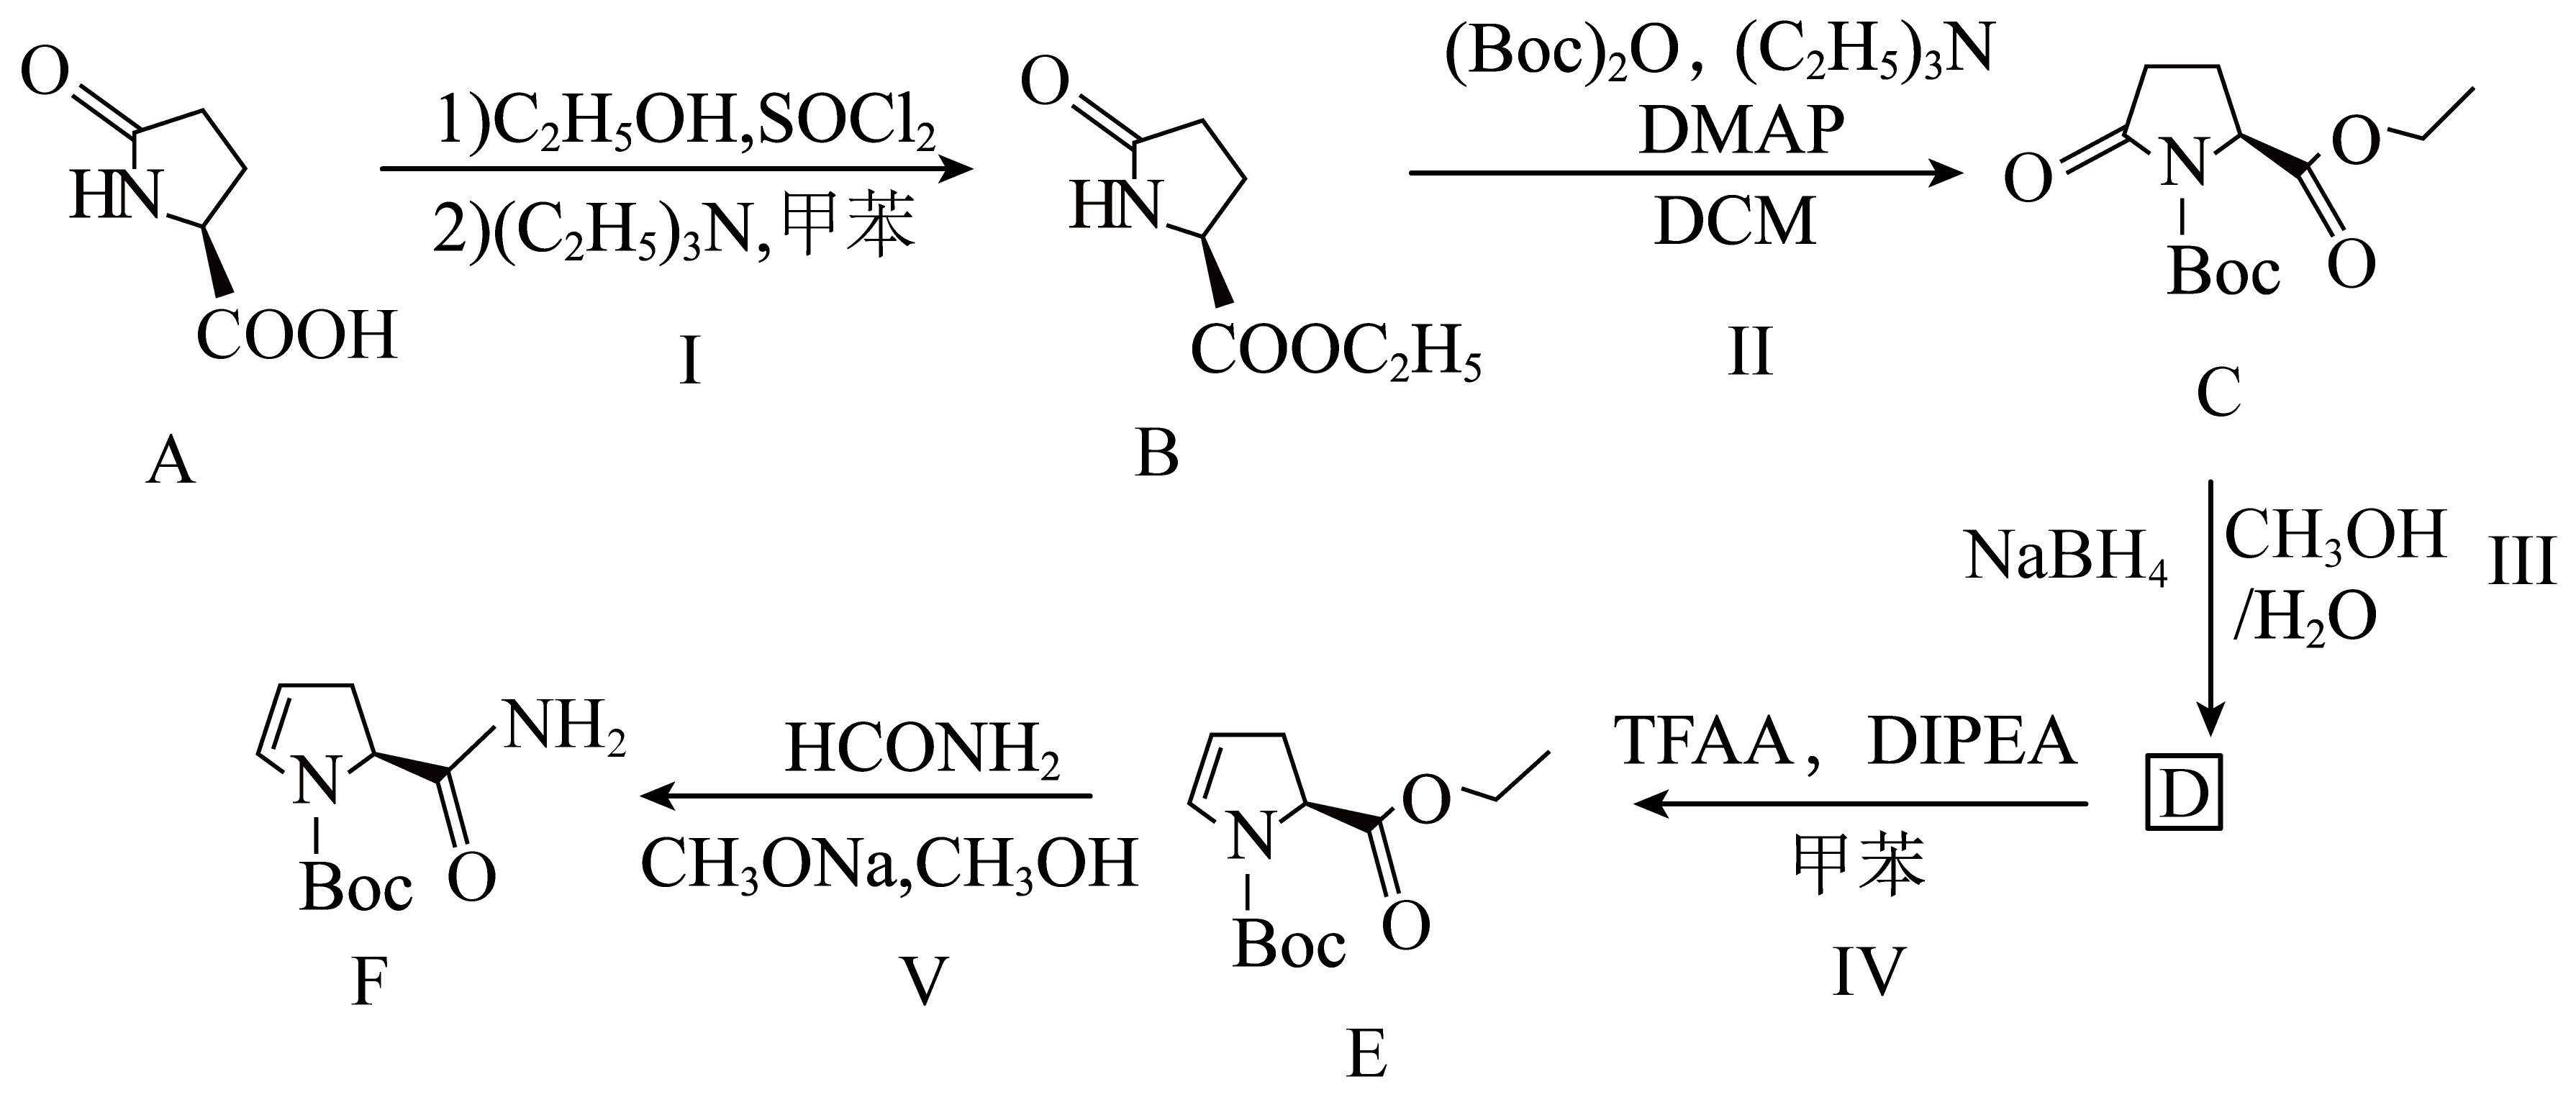 O
HN
COOH
A
1)C₂H₅OH,SOCl₂
2)(C₂H₅)₃N,甲苯
I
O
HN
COOC₂H₅
B
(Boc)₂O, (C₂H₅)₃N
DMAP
DCM
II
O
N
O
O
Boc
C
NaBH₄
CH₃OH
/H₂O
III
D
TFAA, DIPEA
甲苯
IV
O
N
O
Boc
E
HCONH₂
CH₃ONa,CH₃OH
V
NH₂
N
O
Boc
F